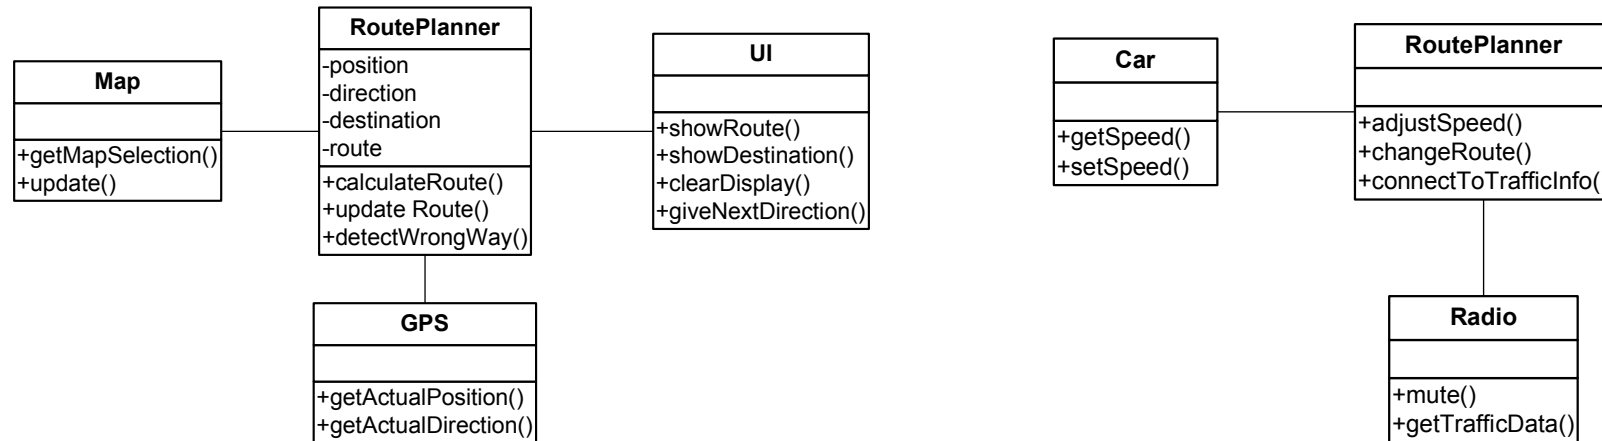 Map
+getMapSelection()
+update()
RoutePlanner
-position
-direction
-destination
-route
+calculateRoute()
+update Route()
+detectWrongWay()
UI
+showRoute()
+showDestination()
+clearDisplay()
+giveNextDirection()
GPS
+getActualPosition()
+getActualDirection()
Car
+getSpeed()
+setSpeed()
RoutePlanner
+adjustSpeed()
+changeRoute()
+connectToTrafficInfo(
Radio
+mute()
+getTrafficData()